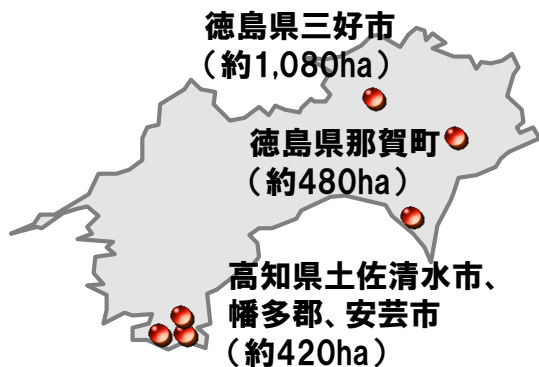 徳島県三好市
（約1,080ha）
徳島県那賀町
（約480ha）
高知県土佐清水市、
幡多郡、安芸市
（約420ha）